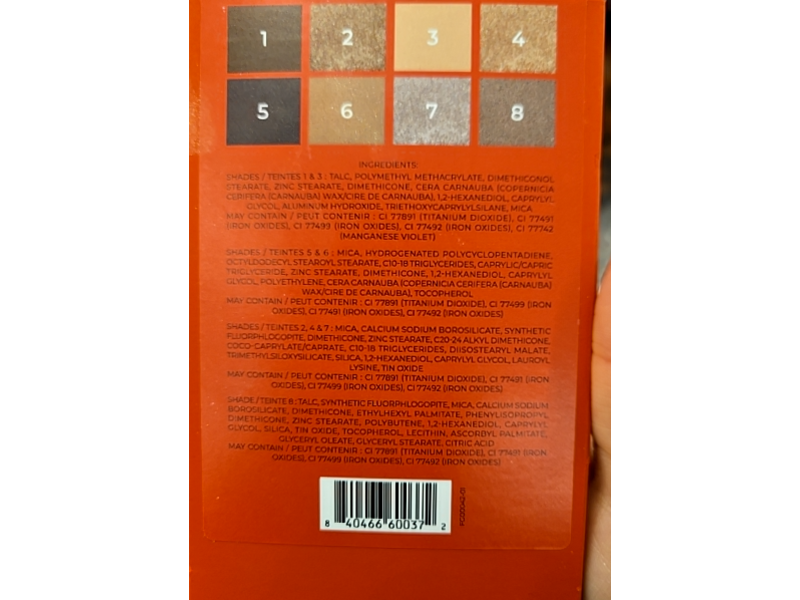 1 2 3 4
5 6 7 8
INGREDIENTS:
SHADES / TEINTES 1 & 3 : TALC, POLYMETHYL METHACRYLATE, DIMETHICONOL
STEARATE, ZINC STEARATE, DIMETHICONE, CERA CARNAUBA (COPERNICIA
CERIFERA (CARNAUBA) WAX/CIRE DE CARNAUBA), 1,2-HEXANEDIOL, CAPRYLYL
GLYCOL, ALUMINUM HYDROXIDE, TRIETHOXYCAPRYLYLSILANE, MICA
MAY CONTAIN / PEUT CONTENIR : CI 77891 (TITANIUM DIOXIDE), CI 77491
(IRON OXIDES), CI 77499 (IRON OXIDES), CI 77492 (IRON OXIDES), CI 77742
(MANGANESE VIOLET)
SHADES / TEINTES 5 & 6 : MICA, HYDROGENATED POLYCYCLOPENTADIENE,
OCTYLDODECYL STEAROYL STEARATE, C10-18 TRIGLYCERIDES, CAPRYLIC/CAPRIC
TRIGLYCERIDE, ZINC STEARATE, DIMETHICONE, 1,2-HEXANEDIOL, CAPRYLYL
GLYCOL, POLYETHYLENE, CERA CARNAUBA (COPERNICIA CERIFERA (CARNAUBA)
WAX/CIRE DE CARNAUBA), TOCOPHEROL
MAY CONTAIN / PEUT CONTENIR : CI 77891 (TITANIUM DIOXIDE), CI 77499 (IRON
OXIDES), CI 77491 (IRON OXIDES), CI 77492 (IRON OXIDES)
SHADES / TEINTES 2, 4 & 7 : MICA, CALCIUM SODIUM BOROSILICATE, SYNTHETIC
FLUORPHLOGOPITE, DIMETHICONE, ZINC STEARATE, C20-24 ALKYL DIMETHICONE,
COCO-CAPRYLATE/CAPRATE, C10-18 TRIGLYCERIDES, DIISOSTEARYL MALATE,
TRIMETHYLSILOXYSILICATE, SILICA, 1,2-HEXANEDIOL, CAPRYLYL GLYCOL, LAUROYL
LYSINE, TIN OXIDE
MAY CONTAIN / PEUT CONTENIR : CI 77891 (TITANIUM DIOXIDE), CI 77491 (IRON
OXIDES), CI 77499 (IRON OXIDES), CI 77492 (IRON OXIDES)
SHADE / TEINTE 8 : TALC, SYNTHETIC FLUORPHLOGOPITE, MICA, CALCIUM SODIUM
BOROSILICATE, DIMETHICONE, ETHYLHEXYL PALMITATE, PHENYLISOPROPYL
DIMETHICONE, ZINC STEARATE, POLYBUTENE, 1,2-HEXANEDIOL, CAPRYLYL
GLYCOL, SILICA, TIN OXIDE, TOCOPHEROL, LECITHIN, ASCORBYL PALMITATE,
GLYCERYL OLEATE, GLYCERYL STEARATE, CITRIC ACID
MAY CONTAIN / PEUT CONTENIR : CI 77891 (TITANIUM DIOXIDE), CI 77491 (IRON
OXIDES), CI 77499 (IRON OXIDES), CI 77492 (IRON OXIDES)
8 40466 60037 2